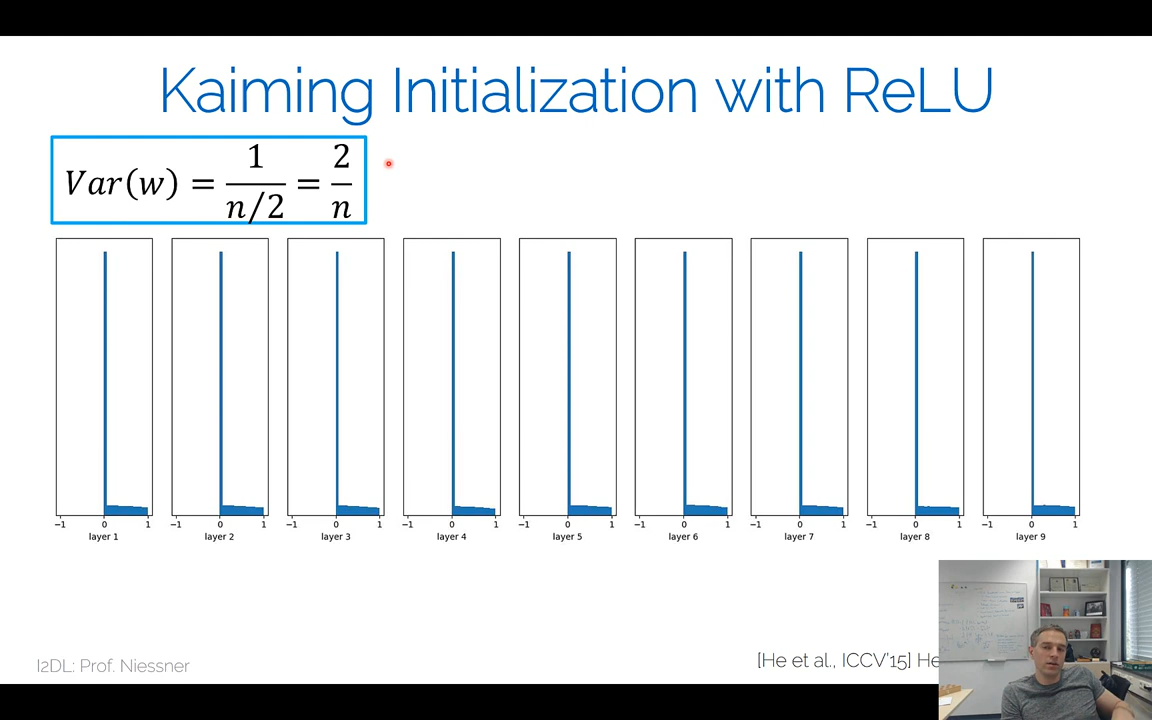 Kaiming Initialization with ReLU
Var(w) = 1 / n/2 = 2 / n
−1 0 1 −1 0 1 −1 0 1 −1 0 1 −1 0 1 −1 0 1 −1 0 1 −1 0 1 −1 0 1
layer 1 layer 2 layer 3 layer 4 layer 5 layer 6 layer 7 layer 8 layer 9
I2DL: Prof. Niessner
[He et al., ICCV'15] He